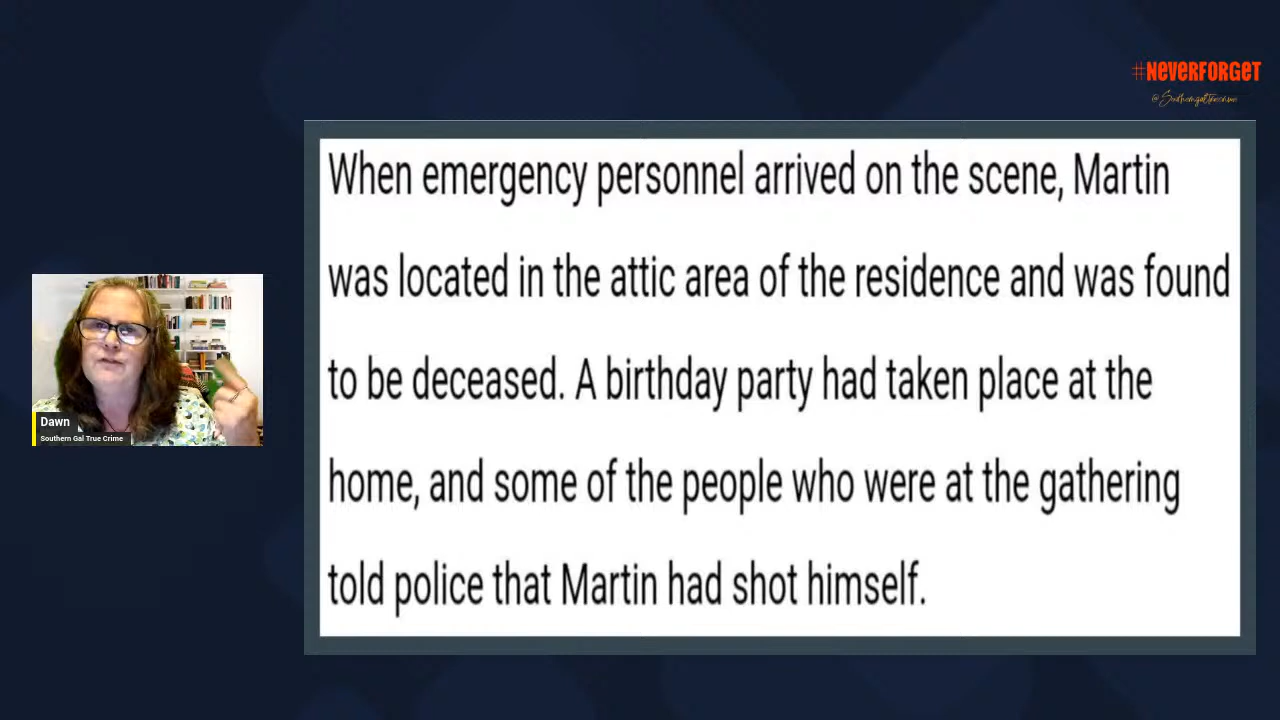 #NEVERFORGET
@Southerngaltruecrime
When emergency personnel arrived on the scene, Martin
was located in the attic area of the residence and was found
to be deceased. A birthday party had taken place at the
home, and some of the people who were at the gathering
told police that Martin had shot himself.
Dawn
Southern Gal True Crime